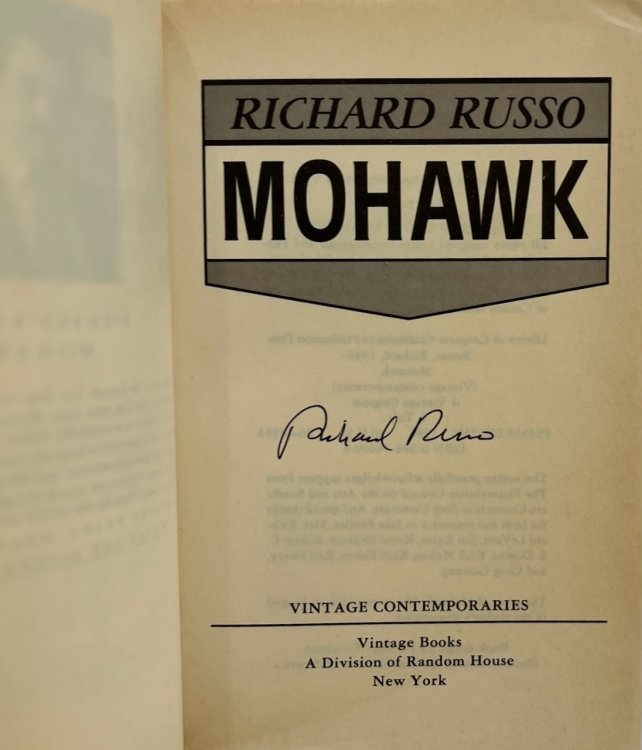 RICHARD RUSSO
MOHAWK
Richard Russo
VINTAGE CONTEMPORARIES
Vintage Books
A Division of Random House
New York